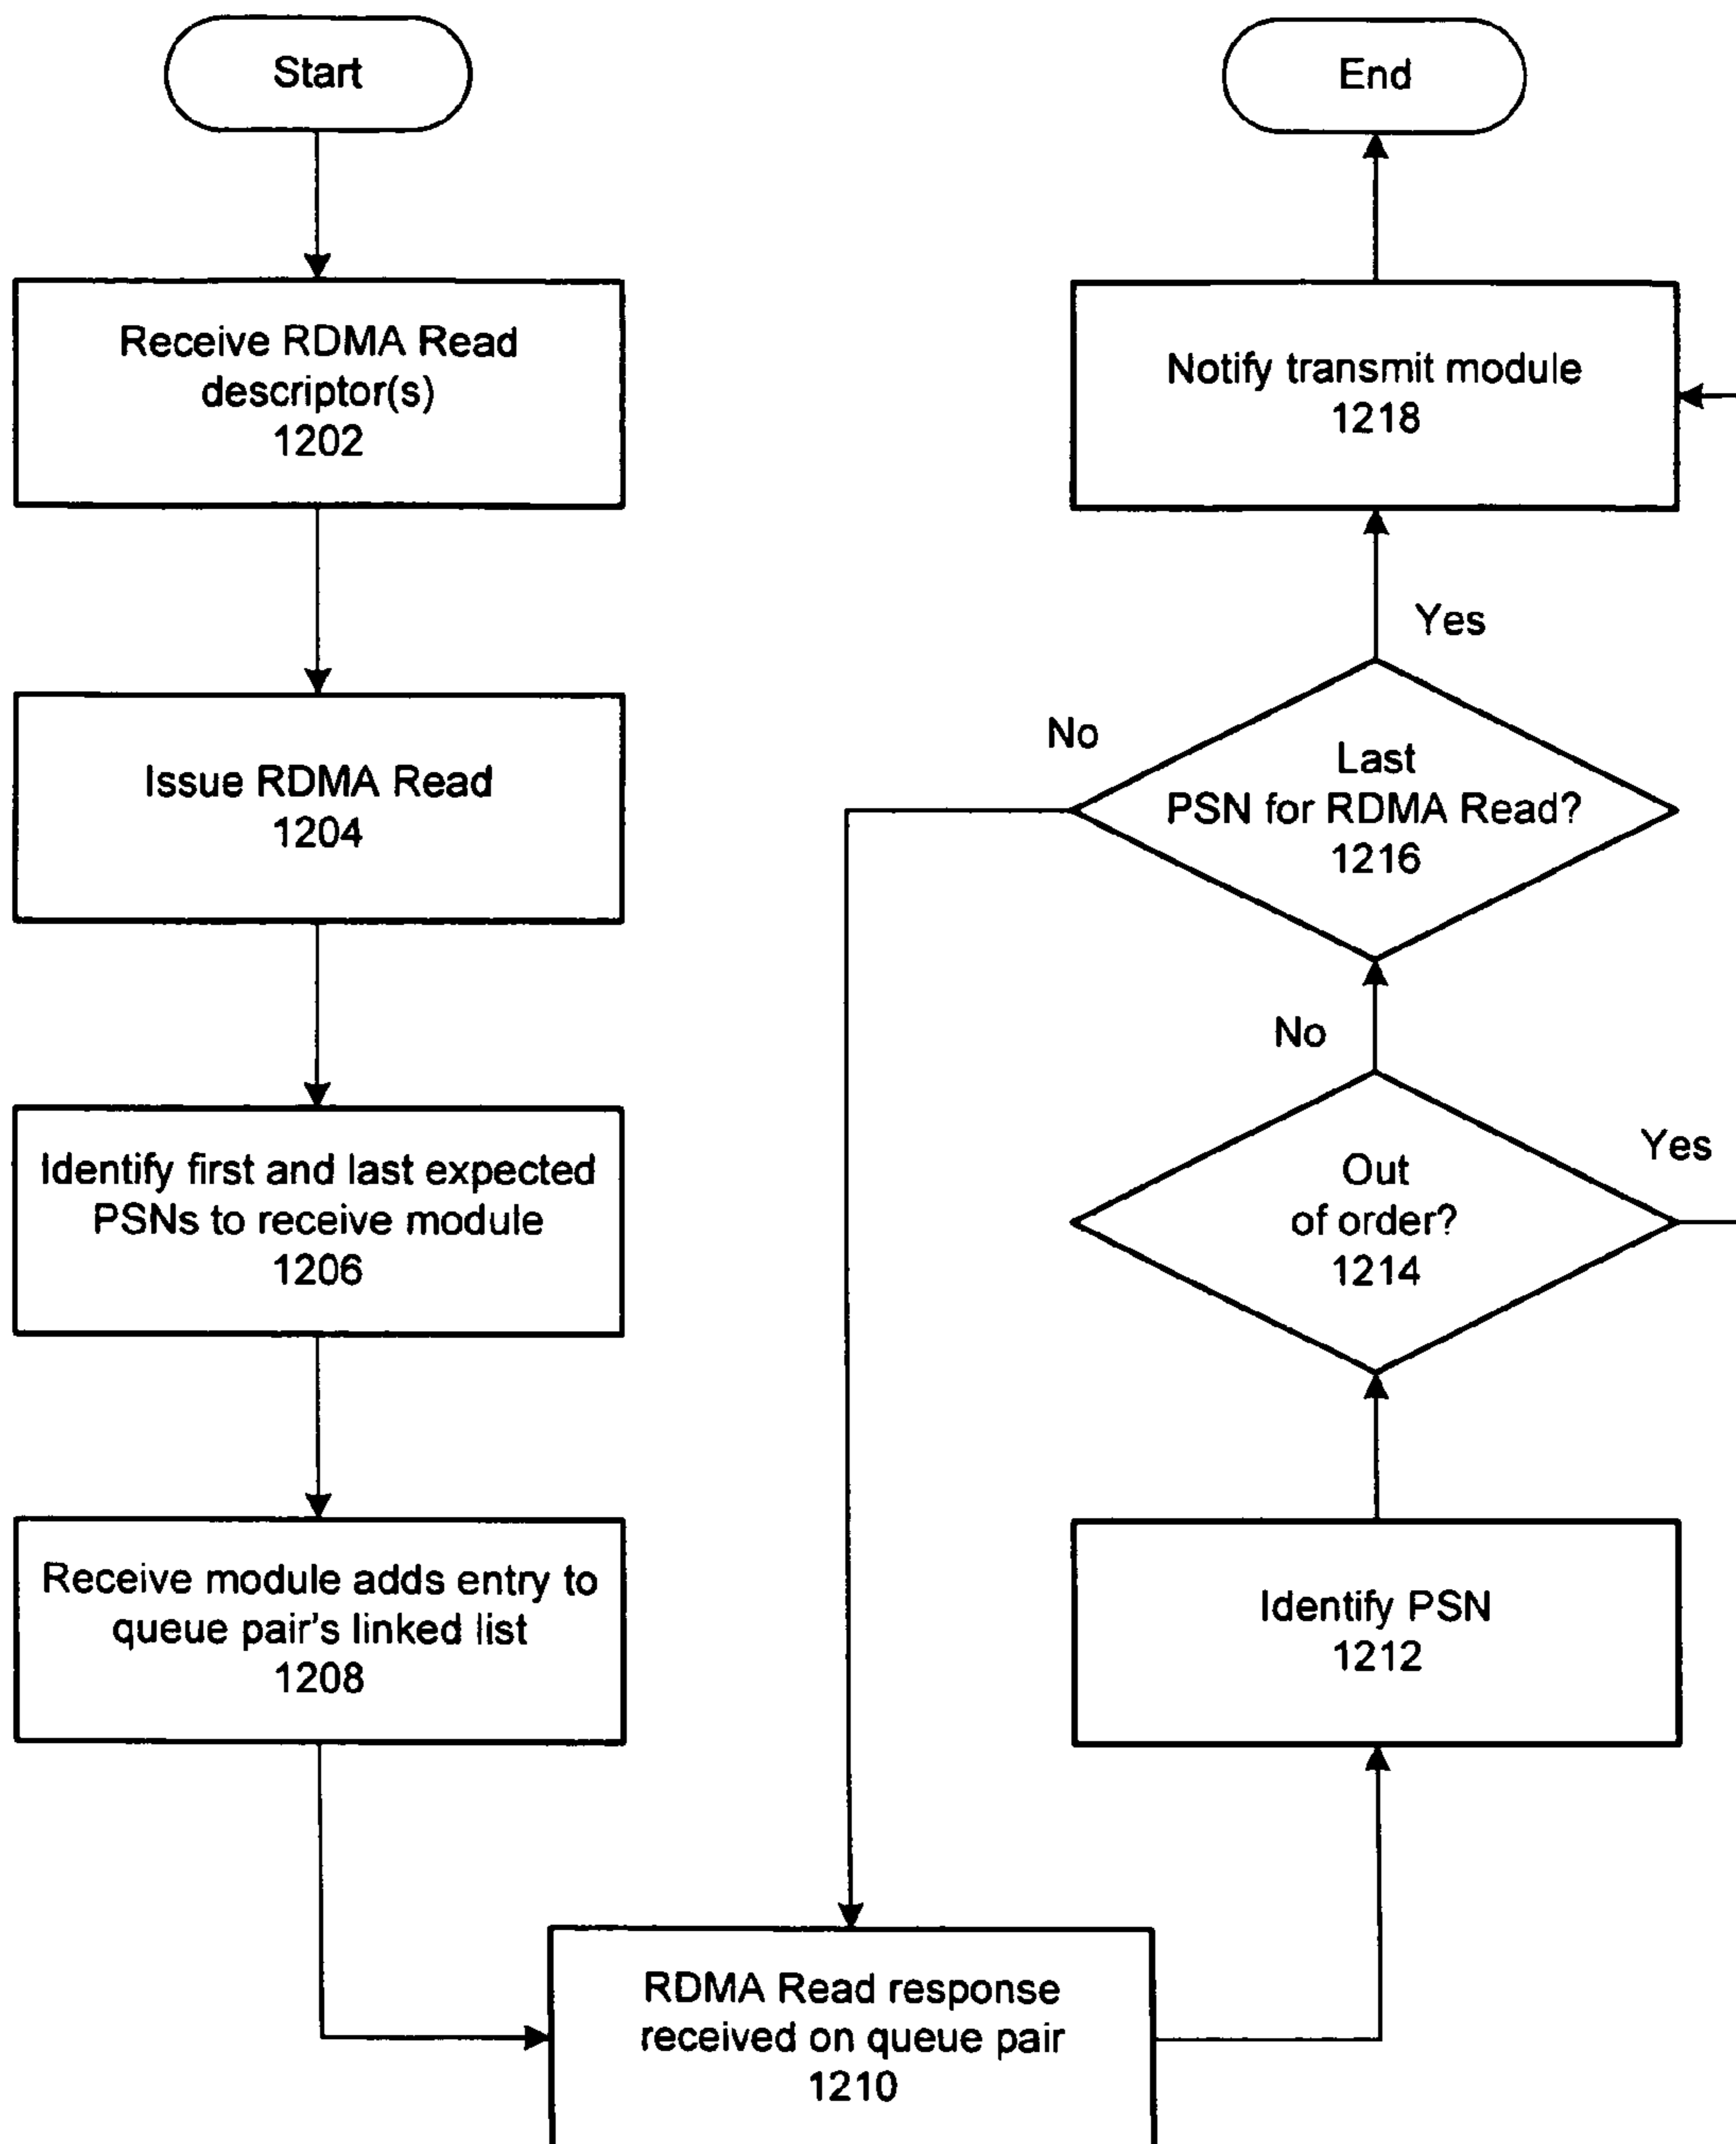 Start
Receive RDMA Read
descriptor(s)
1202
Issue RDMA Read
1204
Identify first and last expected
PSNs to receive module
1206
Receive module adds entry to
queue pair's linked list
1208
RDMA Read response
received on queue pair
1210
Identify PSN
1212
Out
of order?
1214
Yes
No
Last
PSN for RDMA Read?
1216
No
Yes
Notify transmit module
1218
End